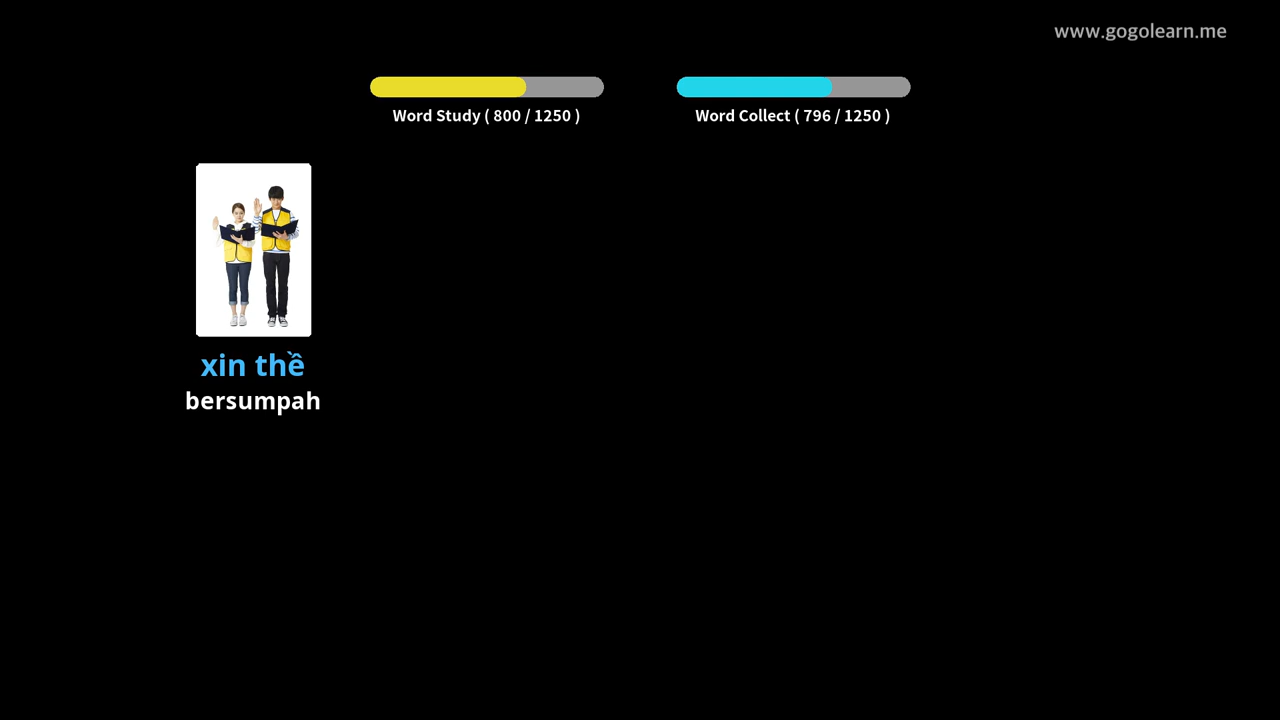 www.gogolearn.me
Word Study ( 800 / 1250 )
Word Collect ( 796 / 1250 )
xin thề
bersumpah